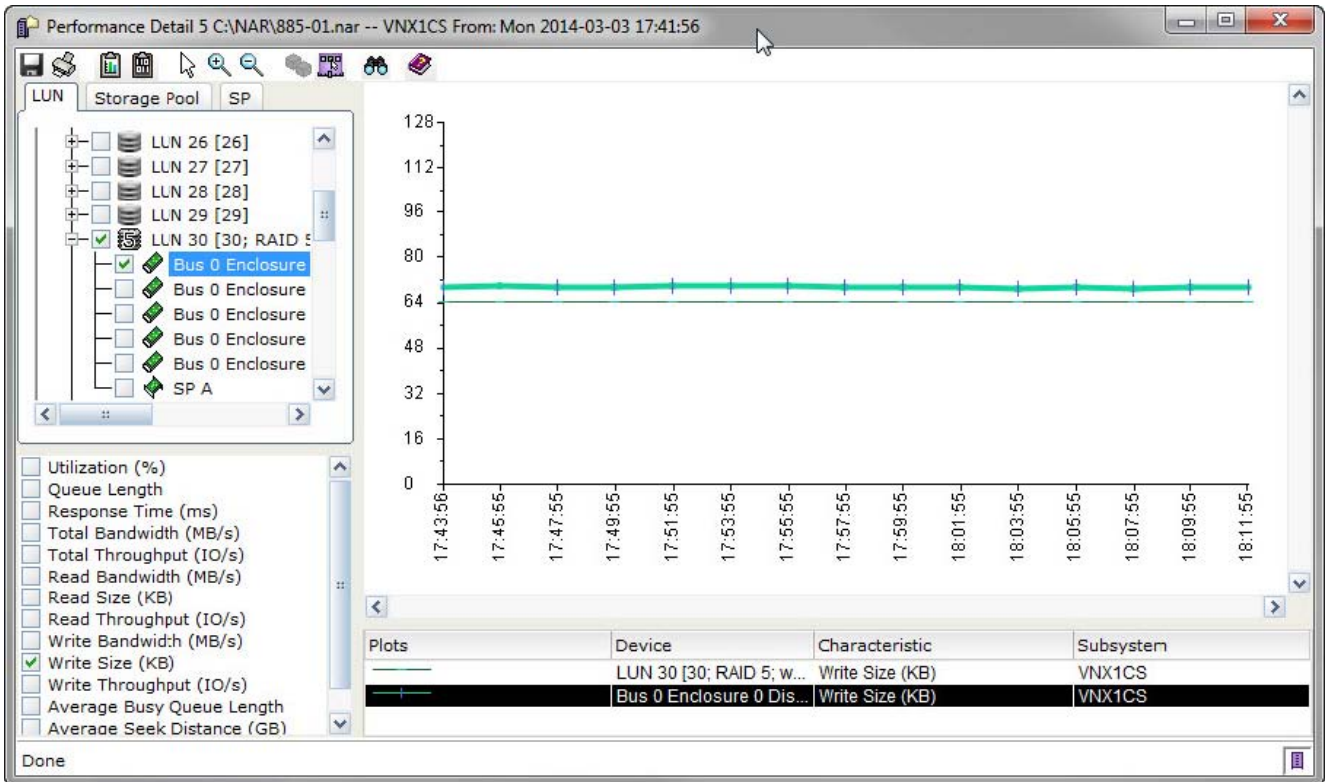 Performance Detail 5 C:\NAR\885-01.nar -- VNX1CS From: Mon 2014-03-03 17:41:56
LUN Storage Pool SP
LUN 26 [26]
LUN 27 [27]
LUN 28 [28]
LUN 29 [29]
LUN 30 [30; RAID 5
Bus 0 Enclosure
Bus 0 Enclosure
Bus 0 Enclosure
Bus 0 Enclosure
Bus 0 Enclosure
SP A
Utilization (%)
Queue Length
Response Time (ms)
Total Bandwidth (MB/s)
Total Throughput (IO/s)
Read Bandwidth (MB/s)
Read Size (KB)
Read Throughput (IO/s)
Write Bandwidth (MB/s)
Write Size (KB)
Write Throughput (IO/s)
Average Busy Queue Length
Average Seek Distance (GB)
128
112
96
80
64
48
32
16
0
17:43:56
17:45:55
17:47:55
17:49:55
17:51:55
17:53:55
17:55:55
17:57:55
17:59:55
18:01:55
18:03:55
18:05:55
18:07:55
18:09:55
18:11:56
Plots Device Characteristic Subsystem
LUN 30 [30; RAID 5; w... Write Size (KB) VNX1CS
Bus 0 Enclosure 0 Dis... Write Size (KB) VNX1CS
Done